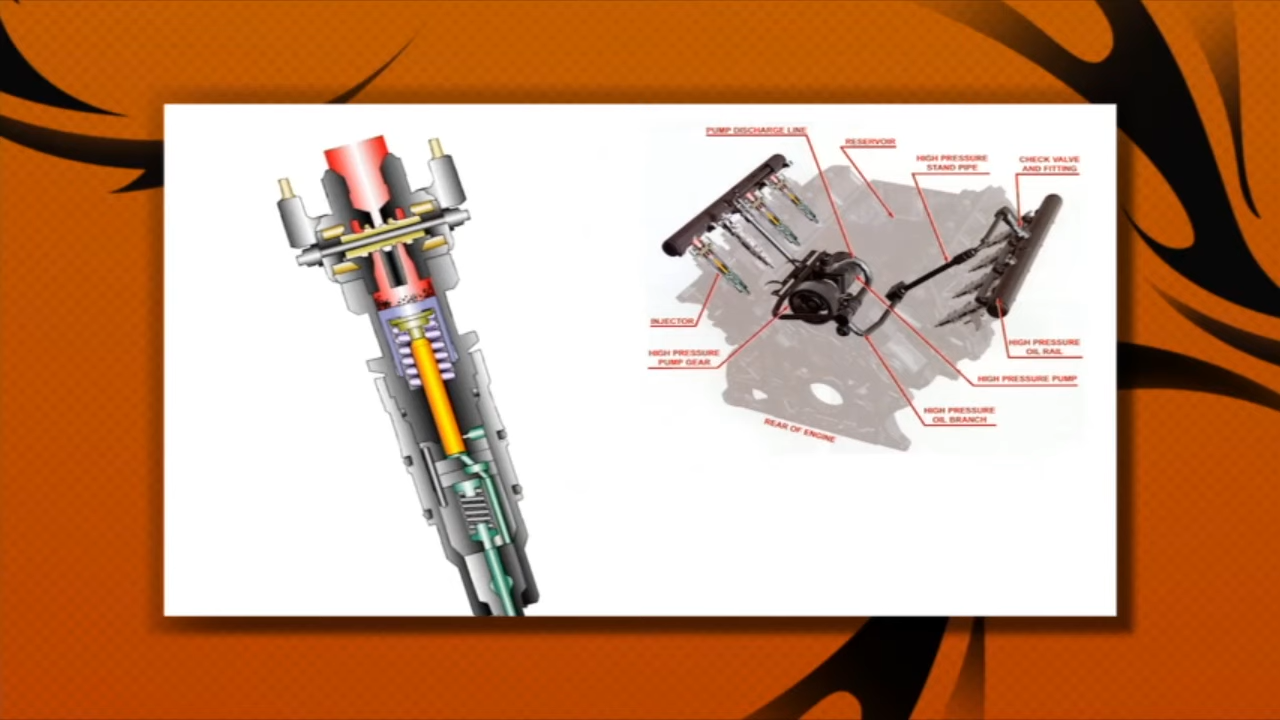 PUMP DISCHARGE LINE
RESERVOIR
HIGH PRESSURE
STAND PIPE
CHECK VALVE
AND FITTING
INJECTOR
HIGH PRESSURE
PUMP GEAR
HIGH PRESSURE
OIL RAIL
HIGH PRESSURE PUMP
HIGH PRESSURE
OIL BRANCH
REAR OF ENGINE